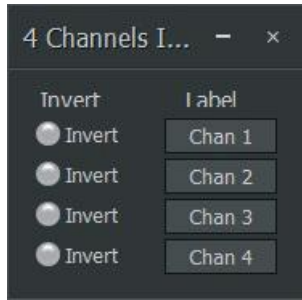 4 Channels I...
Invert Label
Invert Chan 1
Invert Chan 2
Invert Chan 3
Invert Chan 4